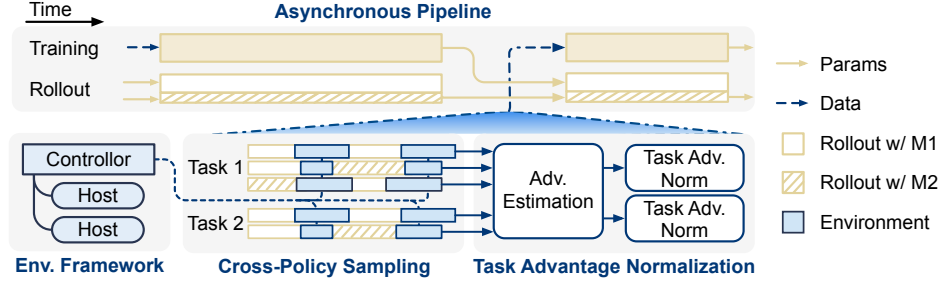 Time
Asynchronous Pipeline
Training
Rollout
Params
Data
Rollout w/ M1
Rollout w/ M2
Environment
Controllor
Host
Host
Env. Framework
Task 1
Task 2
Cross-Policy Sampling
Adv.
Estimation
Task Adv.
Norm
Task Adv.
Norm
Task Advantage Normalization